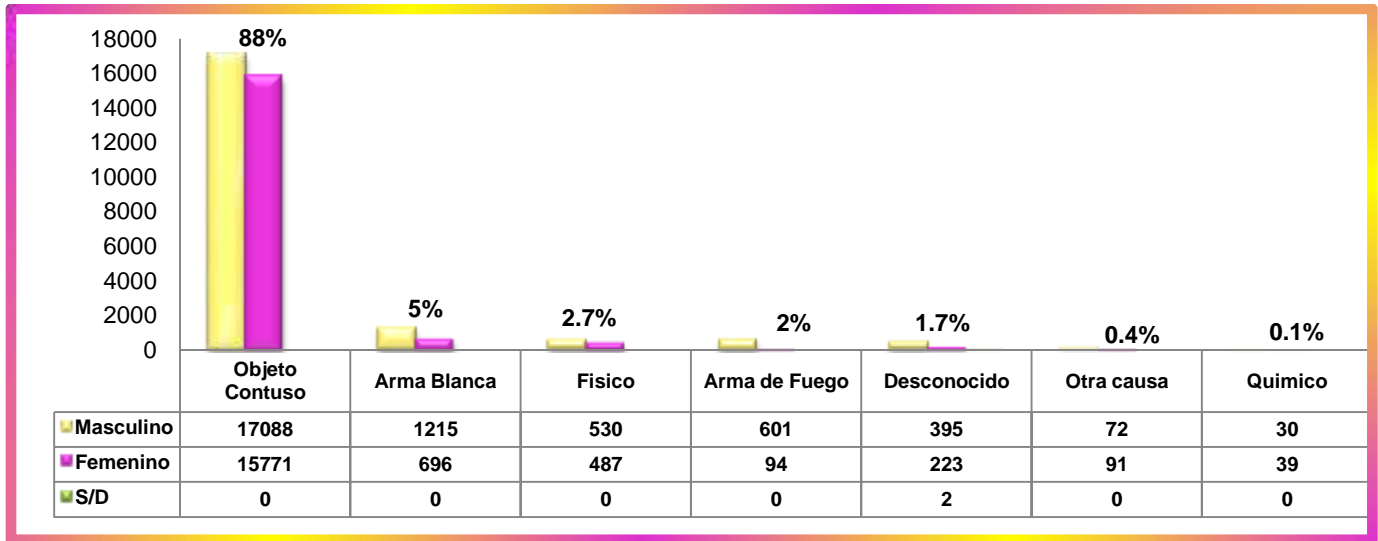 18000
16000
14000
12000
10000
8000
6000
4000
2000
0
88%
5%
2.7%
2%
1.7%
0.4%
0.1%
Objeto
Contuso
Arma Blanca Fisico Arma de Fuego Desconocido Otra causa Quimico
Masculino 17088 1215 530 601 395 72 30
Femenino 15771 696 487 94 223 91 39
S/D 0 0 0 0 2 0 0